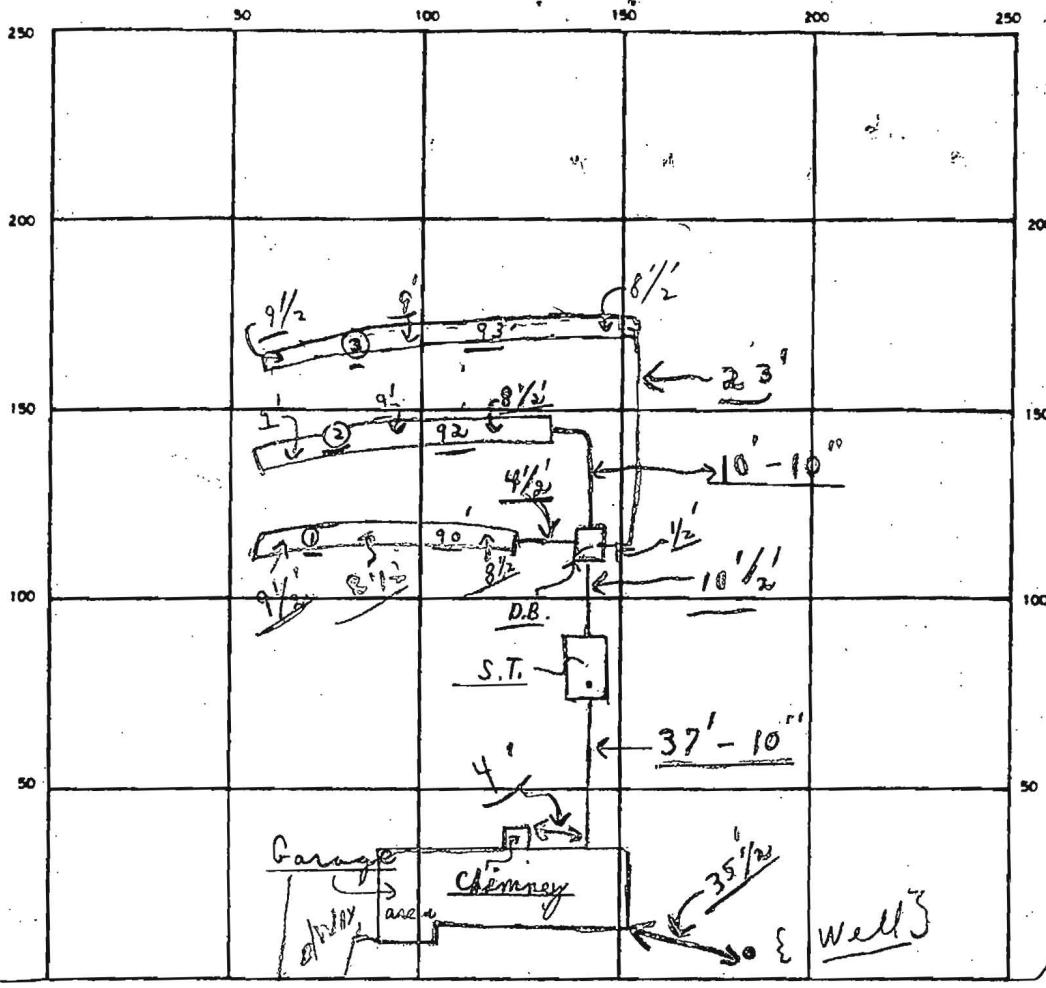 50 100 150 200 250
250
200 200
8 1/2'
9 1/2 9'
③ 93'
2 3'
150 150
1' 9' 8 1/2'
② 92'
10'-10"
4 1/2'
① 90' 1/2'
9 1/2' 8 1/2' 8 1/2 10 1/2'
100 100
D.B.
S.T.
37'-10"
50 50
4'
Garage
Chimney 35 1/2'
area
D/WAY
{ Well }